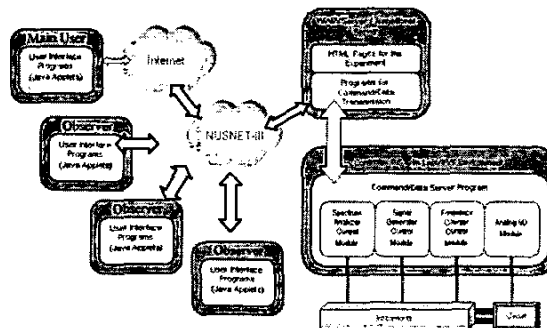 Main User
User Interface
Programs
(Java Applets)
Internet
Observer
User Interface
Programs
(Java Applets)
NUSNET-III
Observer
User Interface
Programs
(Java Applets)
Observer
User Interface
Programs
(Java Applets)
HTML Pages for the
Experiment
Programs for
Command/Data
Transmission
Command/Data Server Program
Spectrum
Analyzer
Control
Module
Signal
Generator
Control
Module
Control
Module
Analog I/O
Module
Instruments
Circuit